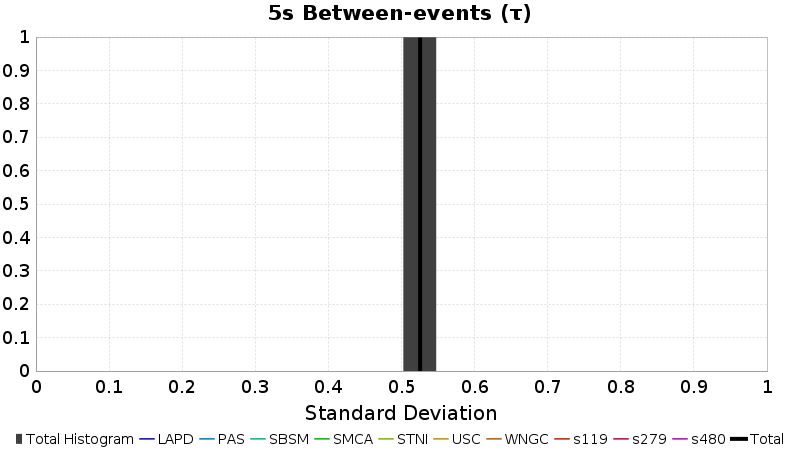 5s Between-events (τ)
1
0.9
0.8
0.7
0.6
0.5
0.4
0.3
0.2
0.1
0
0 0.1 0.2 0.3 0.4 0.5 0.6 0.7 0.8 0.9 1
Standard Deviation
Total Histogram LAPD PAS SBSM SMCA STNI USC WNGC s119 s279 s480 Total